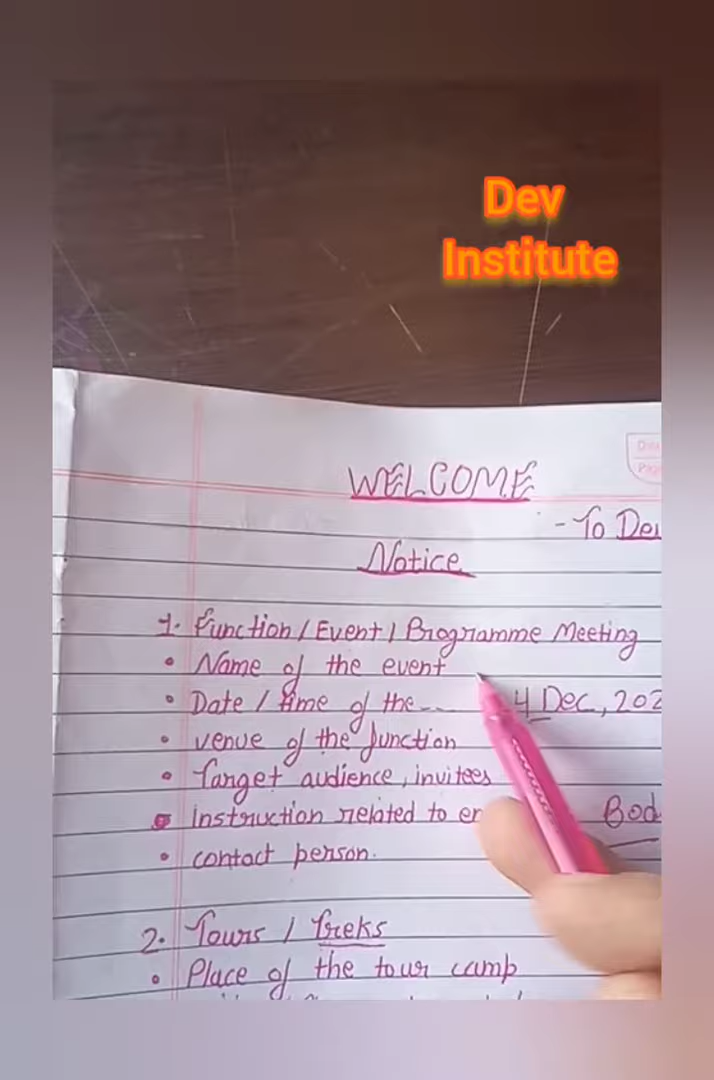 Dev
Institute
WELCOME
- To
Notice
1. Function / Event / Programme Meeting
• Name of the event
• Date / time of the --- 4 Dec, 202
• venue of the function
• Target audience, invitees
• instruction related to
• contact person.
2. Tours / Treks
• Place of the tour camp